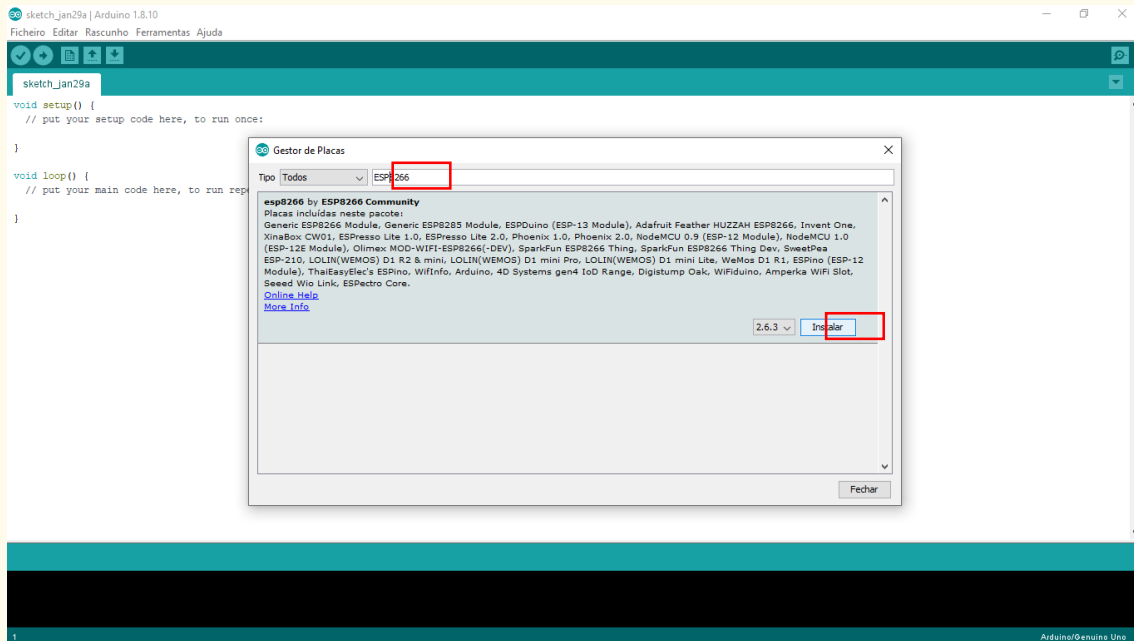 sketch_jan29a | Arduino 1.8.10
Ficheiro Editar Rascunho Ferramentas Ajuda
sketch_jan29a
void setup() {
// put your setup code here, to run once:
}
void loop() {
// put your main code here, to run repe
}
Gestor de Placas
Tipo Todos ESP8266
esp8266 by ESP8266 Community
Placas incluídas neste pacote:
Generic ESP8266 Module, Generic ESP8285 Module, ESPDuino (ESP-13 Module), Adafruit Feather HUZZAH ESP8266, Invent One,
XinaBox CW01, ESPresso Lite 1.0, ESPresso Lite 2.0, Phoenix 1.0, Phoenix 2.0, NodeMCU 0.9 (ESP-12 Module), NodeMCU 1.0
(ESP-12E Module), Olimex MOD-WIFI-ESP8266(-DEV), SparkFun ESP8266 Thing, SparkFun ESP8266 Thing Dev, SweetPea
ESP-210, LOLIN(WEMOS) D1 R2 & mini, LOLIN(WEMOS) D1 mini Pro, LOLIN(WEMOS) D1 mini Lite, WeMos D1 R1, ESPino (ESP-12
Module), ThaiEasyElec's ESPino, WifInfo, Arduino, 4D Systems gen4 IoD Range, Digistump Oak, WiFiduino, Amperka WiFi Slot,
Seeed Wio Link, ESPectro Core.
Online Help
More Info
2.6.3 Instalar
Fechar
1 Arduino/Genuino Uno